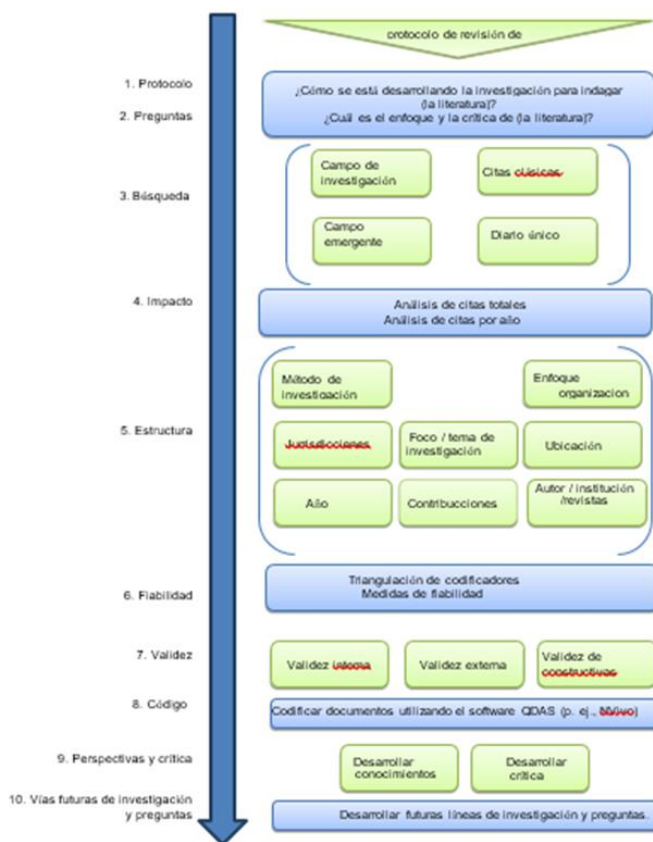 protocolo de revisión de
1. Protocolo
2. Preguntas
¿Cómo se está desarrollando la investigación para indagar
(la literatura)?
¿Cuál es el enfoque y la crítica de (la literatura)?
3. Búsqueda
Campo de
investigación
Citas clásicas
Campo
emergente
Diario único
4. Impacto
Análisis de citas totales
Análisis de citas por año
5. Estructura
Método de
investigación
Enfoque
organizacion
Jurisdicciones
Foco / tema de
investigación
Ubicación
Año
Contribucciones
Autor / institución
/revistas
6. Fiabilidad
Triangulación de codificadores
Medidas de fiabilidad
7. Validez
Validez interna
Validez externa
Validez de
constructivas
8. Código
Codificar documentos utilizando el software QDAS (p. ej., NVivo)
9. Perspectivas y crítica
Desarrollar
conocimientos
Desarrollar
crítica
10. Vías futuras de investigación
y preguntas
Desarrollar futuras líneas de investigación y preguntas.